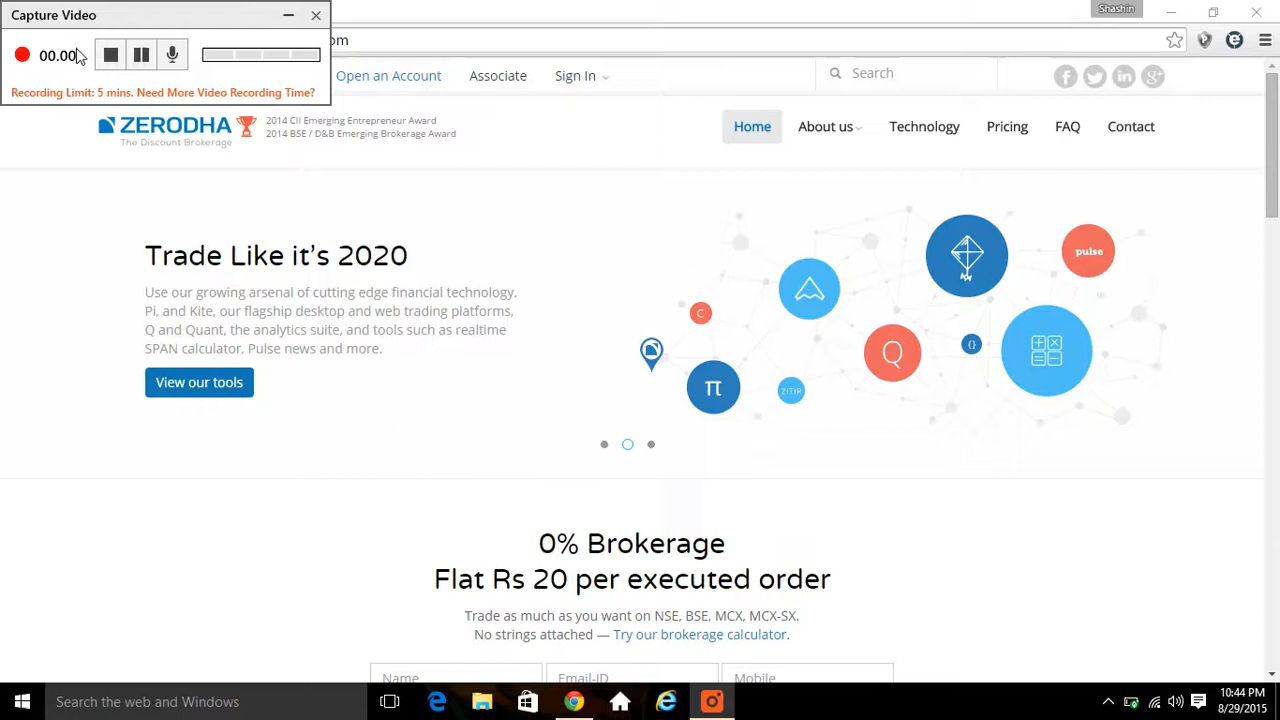 Capture Video
00.00
Recording Limit: 5 mins. Need More Video Recording Time?
Shashin
om
Open an Account
Associate
Sign In
Search
ZERODHA
The Discount Brokerage
2014 CII Emerging Entrepreneur Award
2014 BSE / D&B Emerging Brokerage Award
Home
About us
Technology
Pricing
FAQ
Contact
Trade Like it's 2020
Use our growing arsenal of cutting edge financial technology.
Pi, and Kite, our flagship desktop and web trading platforms,
Q and Quant, the analytics suite, and tools such as realtime
SPAN calculator, Pulse news and more.
View our tools
pulse
C
Q
{}
π
ZITIR
0% Brokerage
Flat Rs 20 per executed order
Trade as much as you want on NSE, BSE, MCX, MCX-SX.
No strings attached — Try our brokerage calculator.
Name
Email-ID
Mobile
Search the web and Windows
10:44 PM
8/29/2015